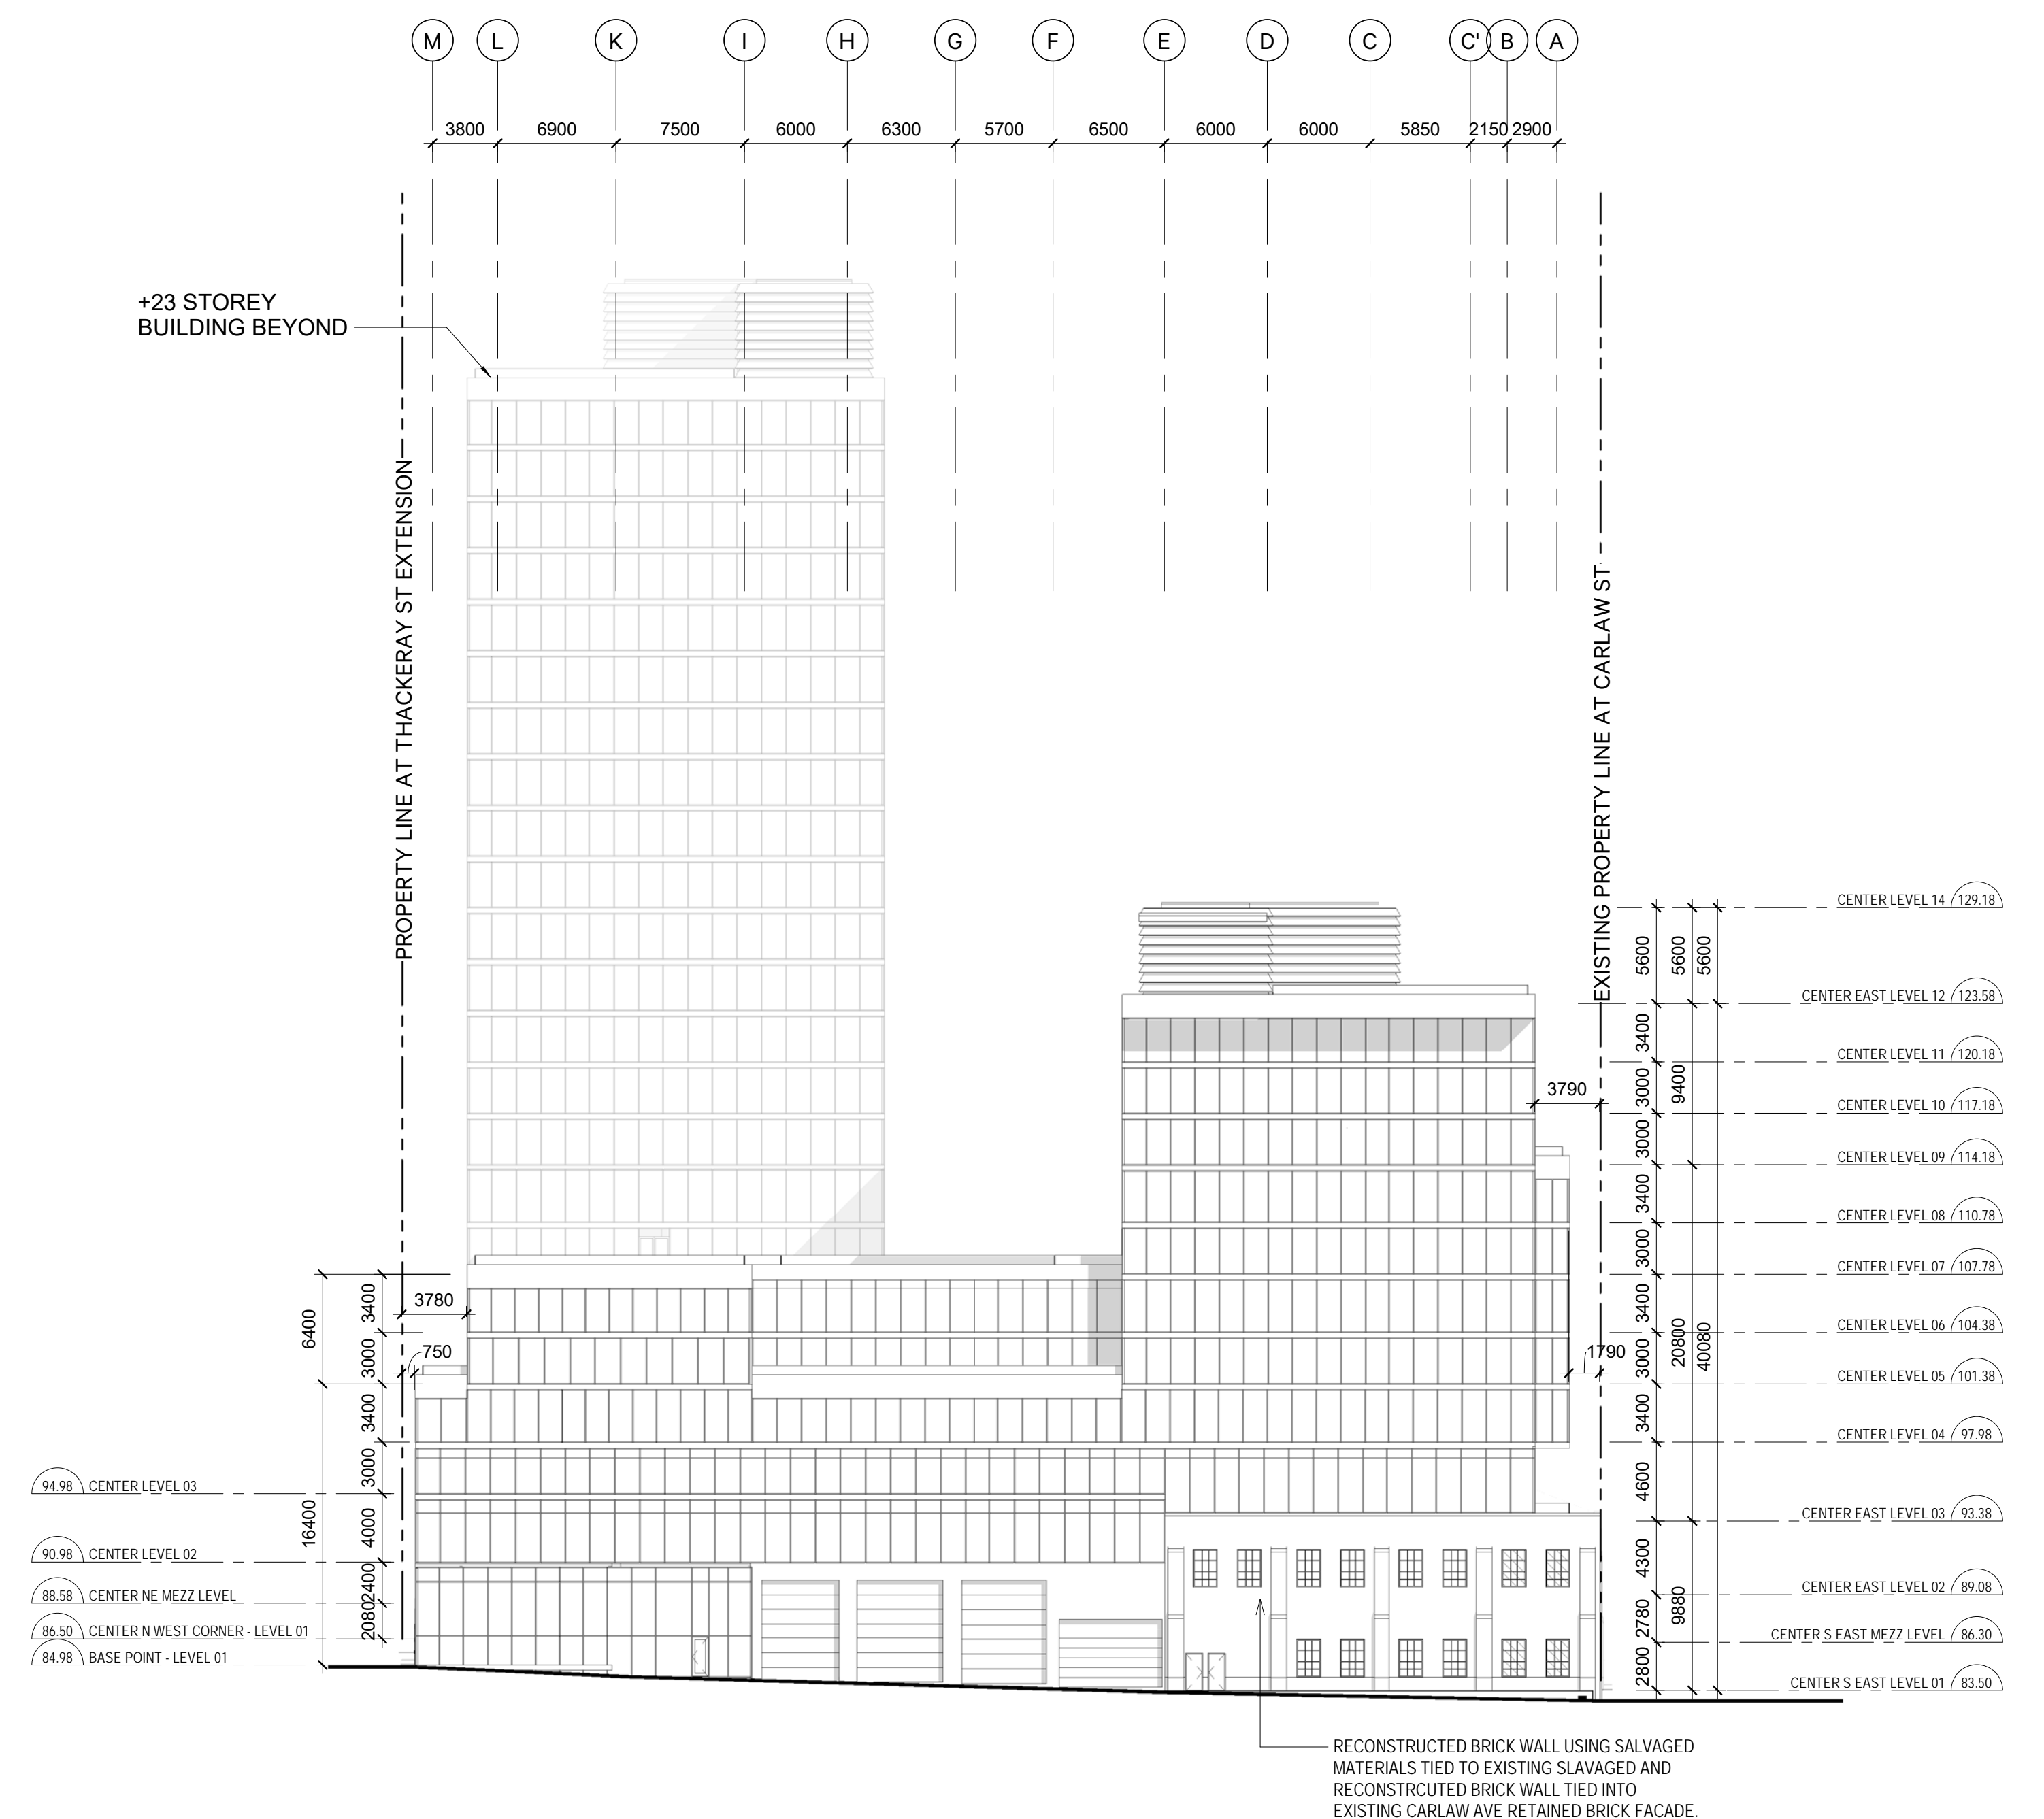 M L K I H G F E D C C' B A
3800 6900 7500 6000 6300 5700 6500 6000 6000 5850 2150 2900
+23 STOREY
BUILDING BEYOND
PROPERTY LINE AT THACKERAY ST EXTENSION
EXISTING PROPERTY LINE AT CARLAW ST
5600 5600 5600
CENTER LEVEL 14 129.18
CENTER EAST LEVEL 12 123.58
3400
CENTER LEVEL 11 120.18
3790
3000 9400
CENTER LEVEL 10 117.18
3000
CENTER LEVEL 09 114.18
3400
CENTER LEVEL 08 110.78
3000
CENTER LEVEL 07 107.78
3400
CENTER LEVEL 06 104.38
1790
3000 20800 40080
CENTER LEVEL 05 101.38
3400
CENTER LEVEL 04 97.98
4600
CENTER EAST LEVEL 03 93.38
4300
CENTER EAST LEVEL 02 89.08
2780 9880
CENTER S EAST MEZZ LEVEL 86.30
2800
CENTER S EAST LEVEL 01 83.50
6400 3400 3780
3000 750
3400
3000
94.98 CENTER LEVEL 03
16400 4000
90.98 CENTER LEVEL 02
2400
88.58 CENTER NE MEZZ LEVEL
2080
86.50 CENTER N WEST CORNER - LEVEL 01
84.98 BASE POINT - LEVEL 01
RECONSTRUCTED BRICK WALL USING SALVAGED
MATERIALS TIED TO EXISTING SLAVAGED AND
RECONSTRCUTED BRICK WALL TIED INTO
EXISTING CARLAW AVE RETAINED BRICK FACADE.